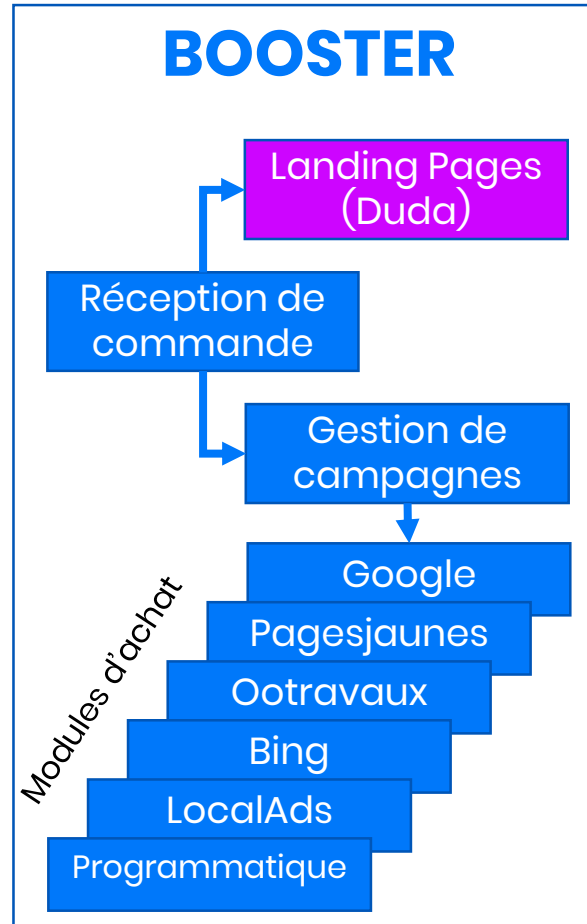 BOOSTER
Landing Pages
(Duda)
Réception de
commande
Gestion de
campagnes
Modules d'achat
Google
Pagesjaunes
Ootravaux
Bing
LocalAds
Programmatique